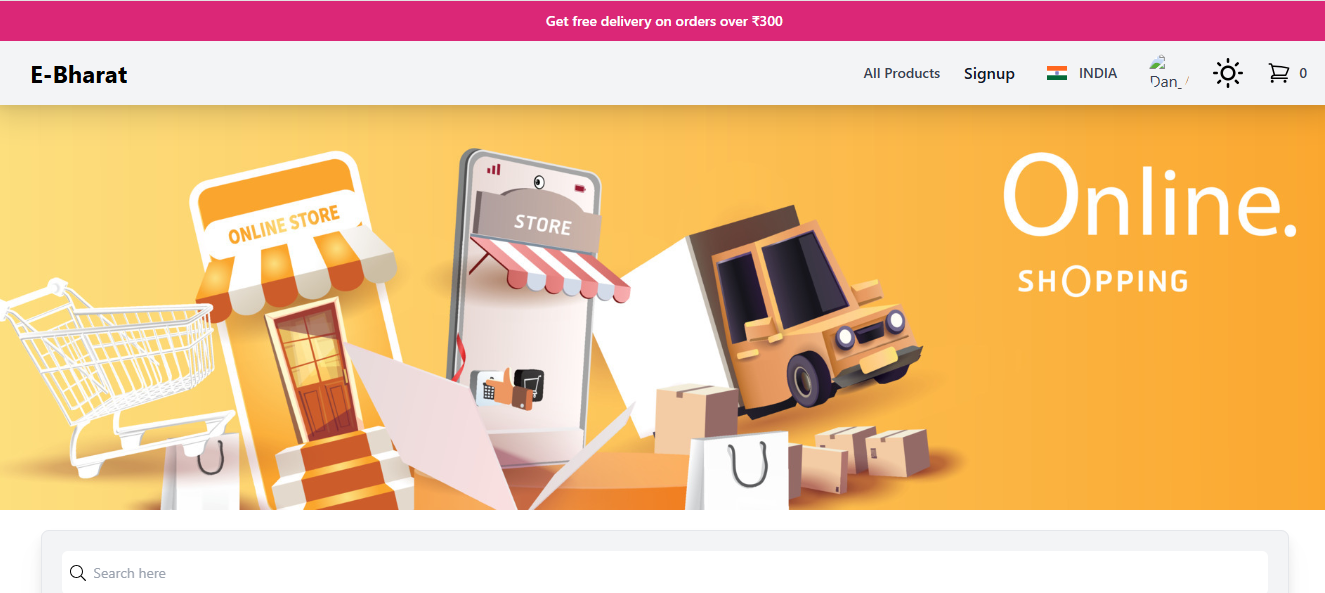 Get free delivery on orders over ₹300
E-Bharat
All Products Signup INDIA Dan_ 0
ONLINE STORE
STORE
Online.
SHOPPING
Search here